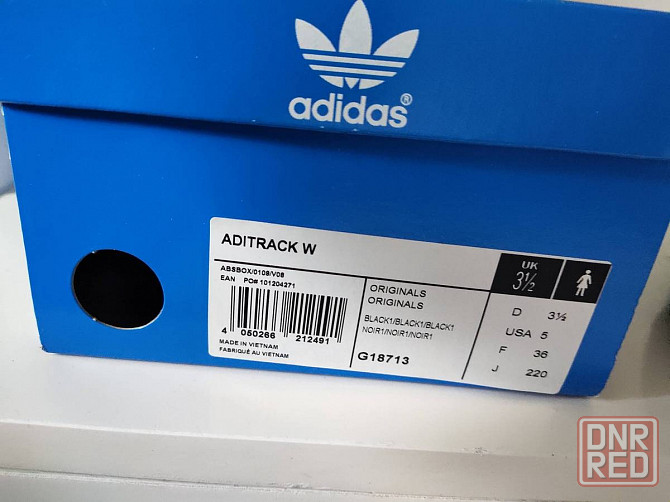 adidas®
ADITRACK W
ABSBOX/0109/V08
EAN PO# 101204271
4 050266 212491
MADE IN VIETNAM
FABRIQUÉ AU VIETNAM
ORIGINALS
ORIGINALS
BLACK1/BLACK1/BLACK1
NOIR1/NOIR1/NOIR1
G18713
UK
3½
D 3½
USA 5
F 36
J 220
DNR
RED